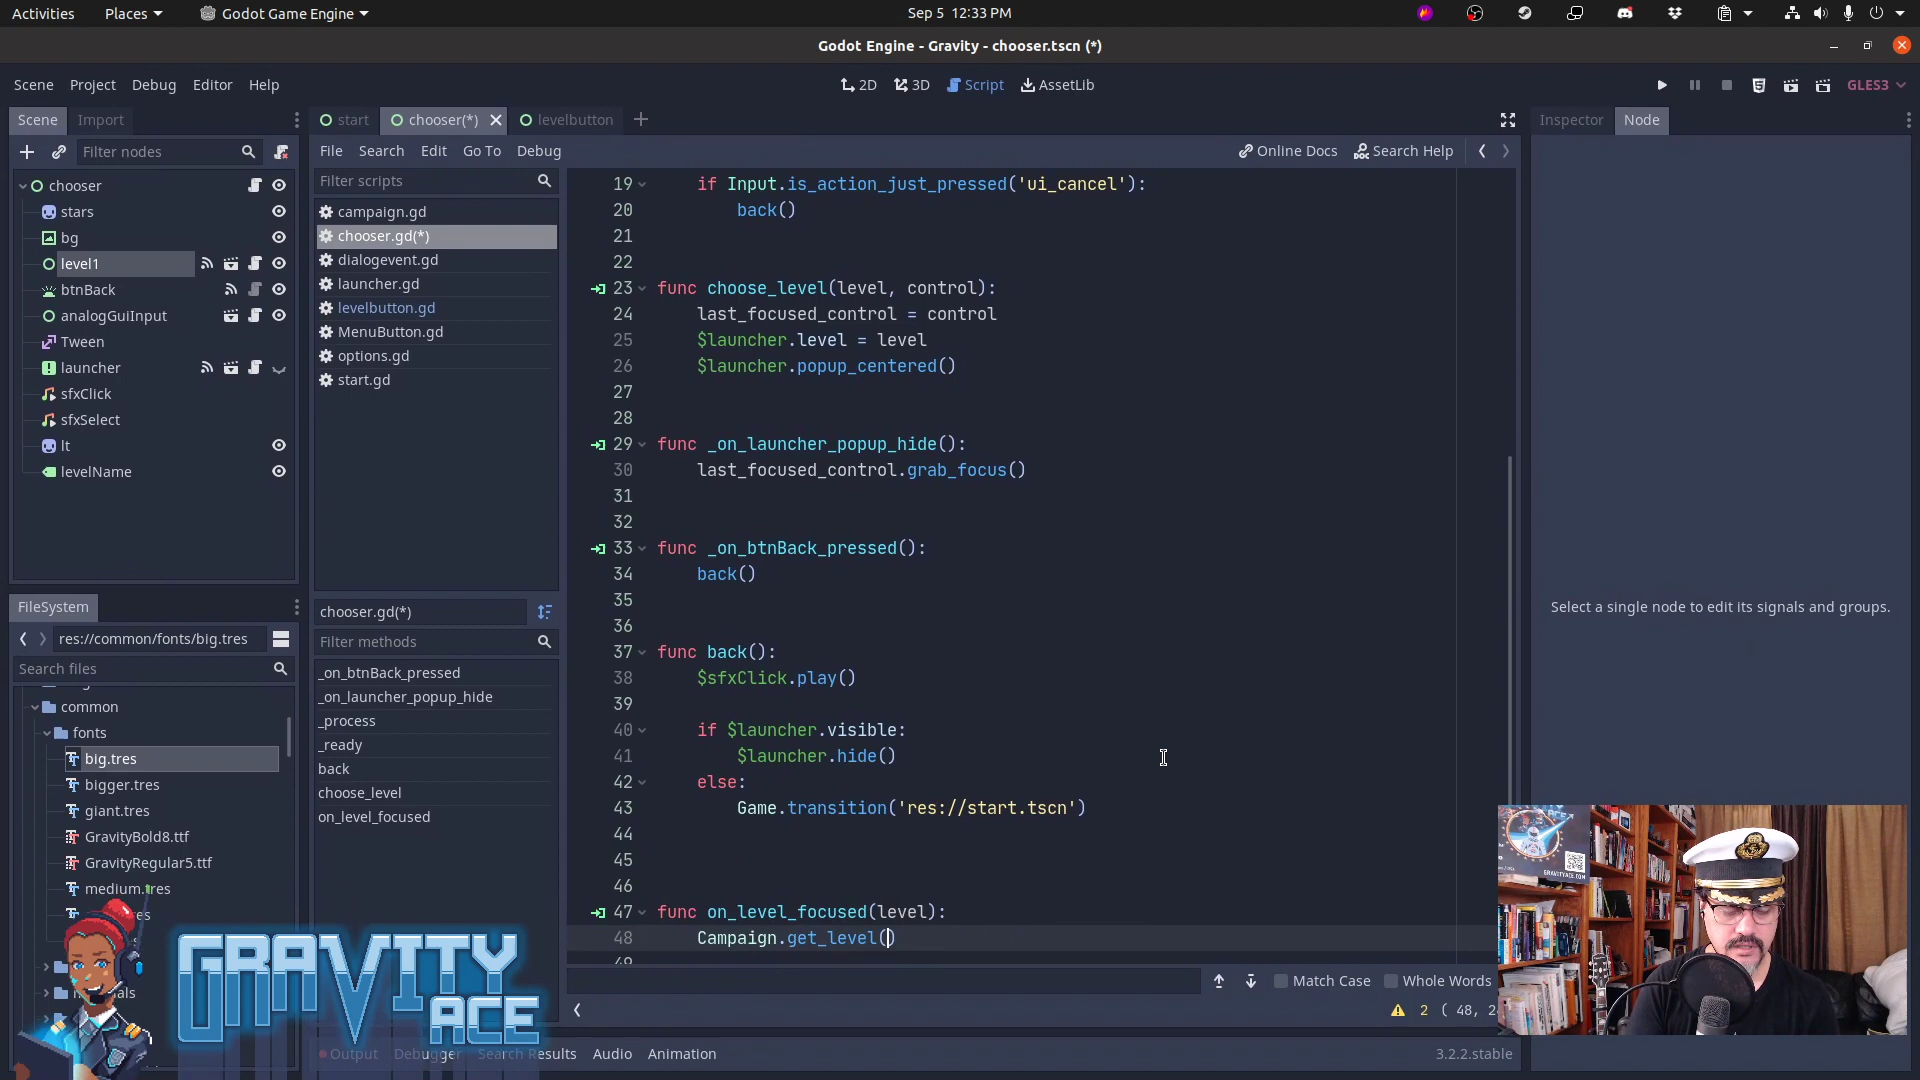 Activities Places Godot Game Engine Sep 5 12:33 PM
Godot Engine - Gravity - chooser.tscn (*)
Scene Project Debug Editor Help 2D 3D Script AssetLib GLES3
Scene Import
start chooser(*) levelbutton
Inspector Node
Filter nodes
File Search Edit Go To Debug Online Docs Search Help
chooser
stars
bg
level1
btnBack
analogGuiInput
Tween
launcher
sfxClick
sfxSelect
lt
levelName
Filter scripts
campaign.gd
chooser.gd(*)
dialogevent.gd
launcher.gd
levelbutton.gd
MenuButton.gd
options.gd
start.gd
chooser.gd(*)
Filter methods
_on_btnBack_pressed
_on_launcher_popup_hide
_process
_ready
back
choose_level
on_level_focused
19 if Input.is_action_just_pressed('ui_cancel'):
20 back()
21
22
23 func choose_level(level, control):
24 last_focused_control = control
25 $launcher.level = level
26 $launcher.popup_centered()
27
28
29 func _on_launcher_popup_hide():
30 last_focused_control.grab_focus()
31
32
33 func _on_btnBack_pressed():
34 back()
35
36
37 func back():
38 $sfxClick.play()
39
40 if $launcher.visible:
41 $launcher.hide()
42 else:
43 Game.transition('res://start.tscn')
44
45
46
47 func on_level_focused(level):
48 Campaign.get_level()
Select a single node to edit its signals and groups.
FileSystem
res://common/fonts/big.tres
Search files
common
fonts
big.tres
bigger.tres
giant.tres
GravityBold8.ttf
GravityRegular5.ttf
medium.tres
Match Case Whole Words
2 ( 48, 2
Output Debugger Search Results Audio Animation 3.2.2.stable
GRAVITY
ACE
GRAVITYACE.COM